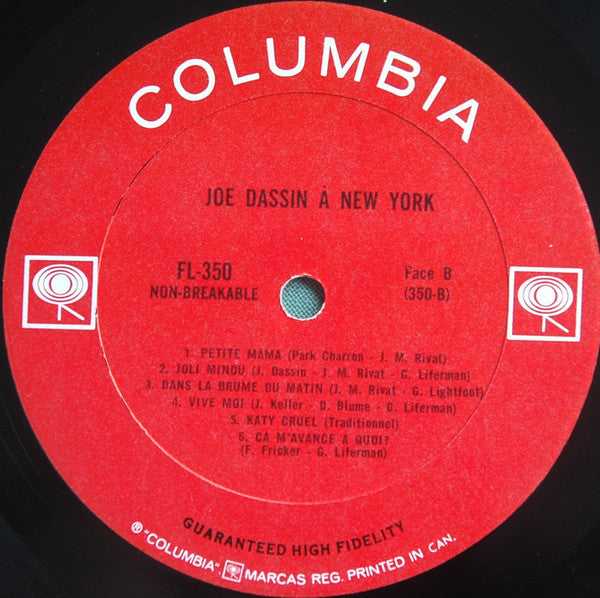 COLUMBIA
JOE DASSIN À NEW YORK
FL-350
NON-BREAKABLE
Face B
(350-B)
1. PETITE MAMA (Park Charron - J. M. Rivat)
2. JOLI MINOU (J. Dassin - J. M. Rivat - G. Liferman)
3. DANS LA BRUME DU MATIN (J. M. Rivat - G. Lightfoot)
4. VIVE MOI (J. Keller - D. Blume - G. Liferman)
5. KATY CRUEL (Traditionnel)
6. ÇA M'AVANCE À QUOI?
(F. Fricker - G. Liferman)
GUARANTEED HIGH FIDELITY
® "COLUMBIA", MARCAS REG. PRINTED IN CAN.